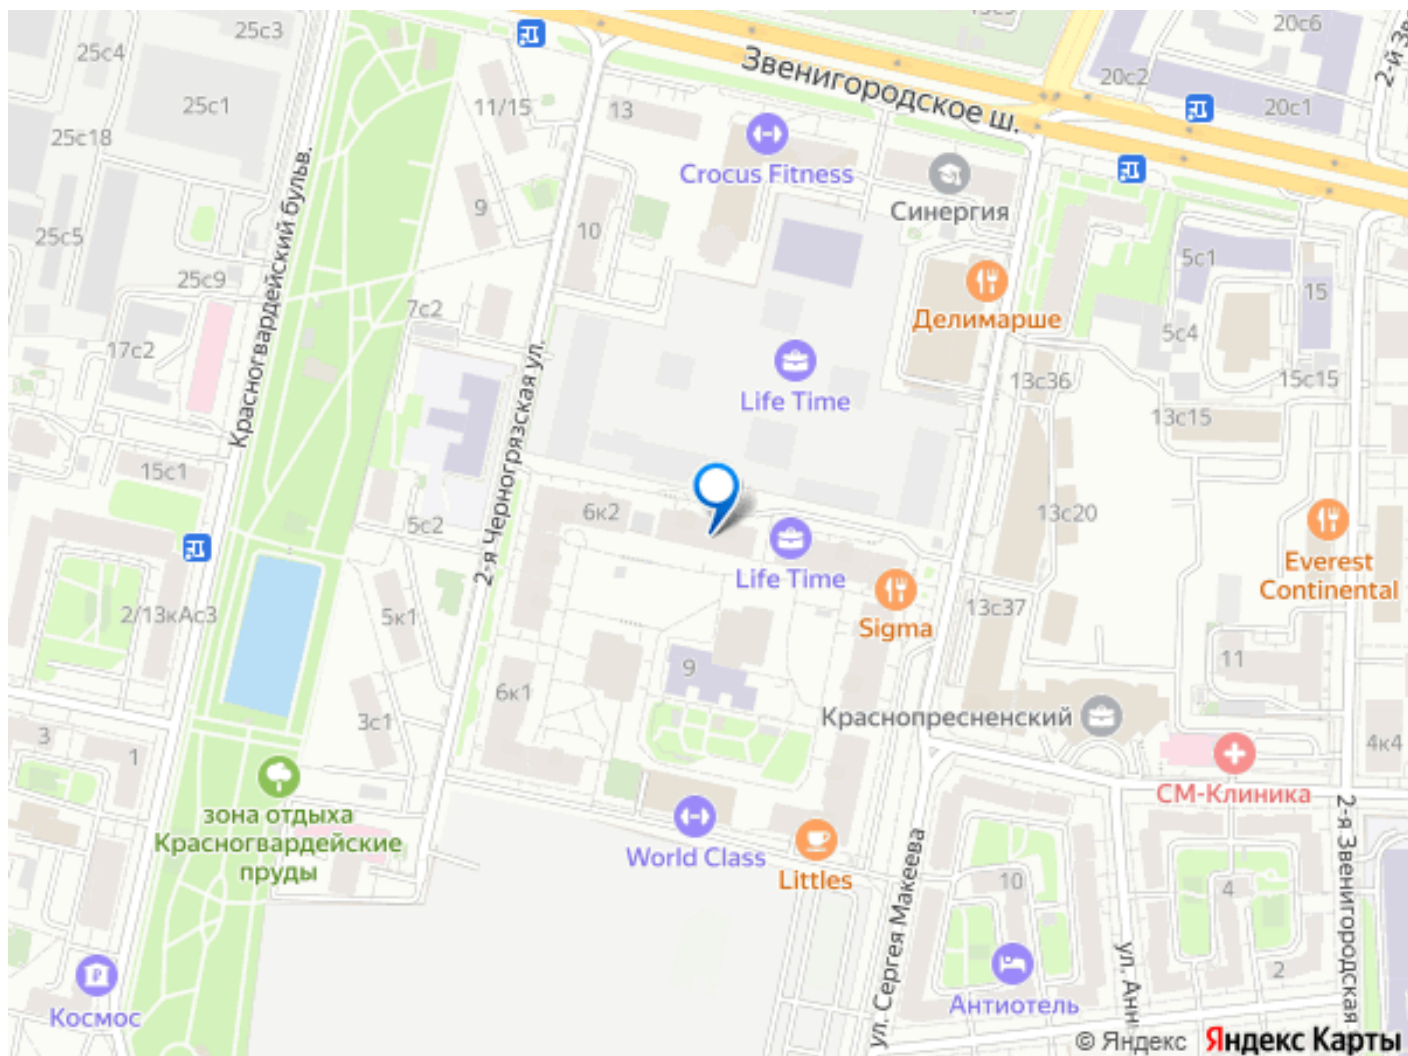 25с3
20с6
25с4
20с2
25с1
11/15
13
20с1
2-й Зв
Звенигородское ш.
25с18
Crocus Fitness
Синергия
9
10
25с5
25с9
5с1
15
Красногвардейский бульв.
7с2
Делимарше
5с4
17с2
2-я Черногрязская ул.
Life Time
13с36
15с15
13с15
15с1
6к2
5с2
13с20
Life Time
Everest
Continental
Sigma
13с37
2/13кАс3
5к1
9
11
6к1
3с1
Краснопресненский
3
1
4к4
СМ-Клиника
зона отдыха
Красногвардейские
пруды
World Class
Littles
ул. Сергея Макеева
10
4
2-я Звенигородская
ул. Анн
2
Антиотель
Космос
© Яндекс Яндекс Карты